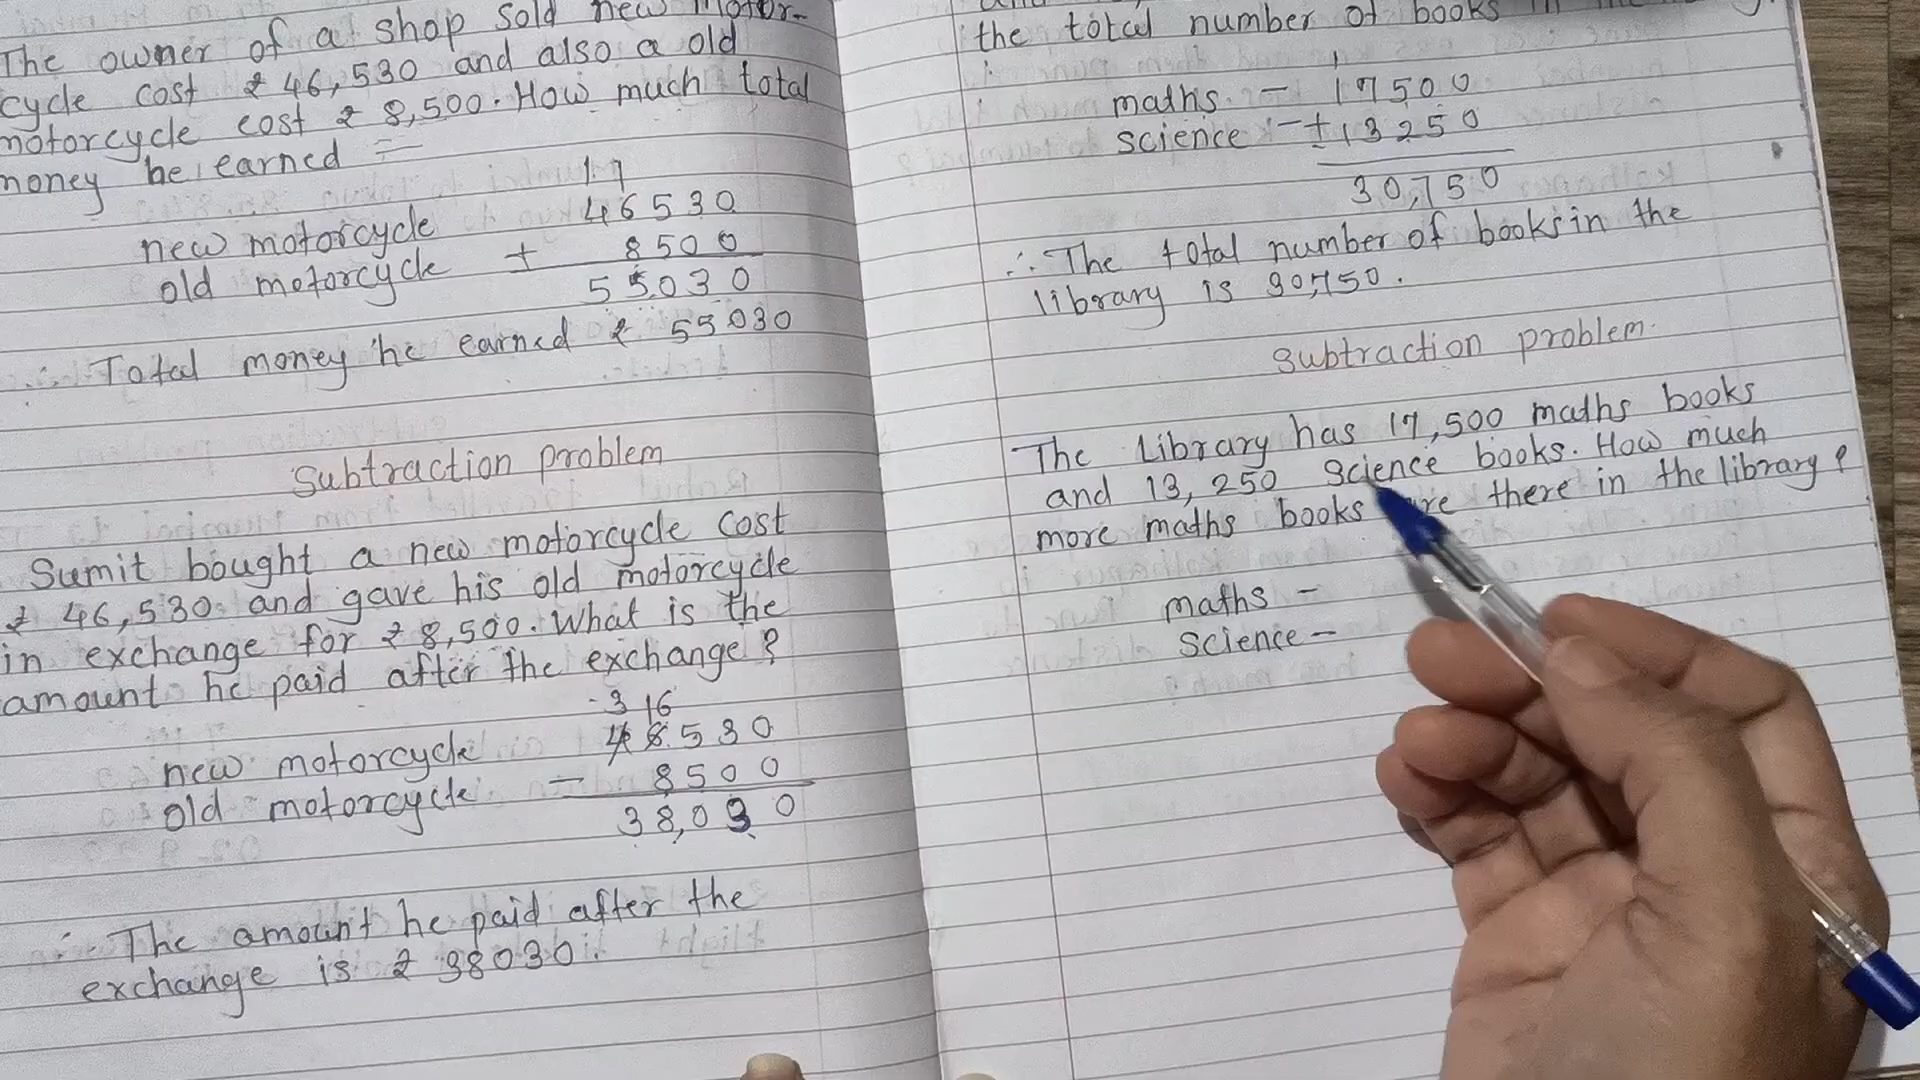 The owner of a shop sold new motor-
cycle cost ₹ 46,530 and also a old
motorcycle cost ₹ 8,500. How much total
money he earned =
1 7
new motorcycle 46530
old motorcycle + 8500
55,030
∴ Total money he earned ₹ 55030
Subtraction problem
Sumit bought a new motorcycle cost
₹ 46,530 and gave his old motorcycle
in exchange for ₹ 8,500. What is the
amount he paid after the exchange?
3 16
new motorcycle 46530
old motorcycle - 8500
38,030
∴ The amount he paid after the
exchange is ₹ 38030.
the total number of books in
1
maths - 17500
science - +13250
30,750
∴ The total number of books in the
library is 30,750.
Subtraction problem.
The Library has 17,500 maths books
and 13,250 Science books. How much
more maths books are there in the library?
maths -
Science -